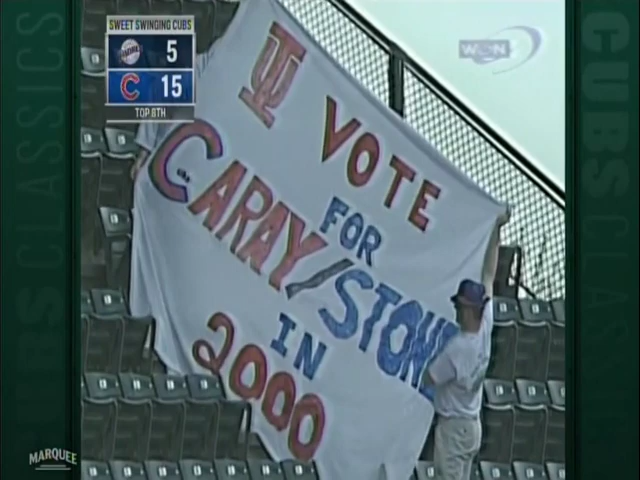 SWEET SWINGING CUBS
5
C 15
TOP 8TH
WGN
IU
VOTE
FOR
CARAY/STONE
IN
2000
CUBS CLASSICS
CUBS CLASSICS
MARQUEE